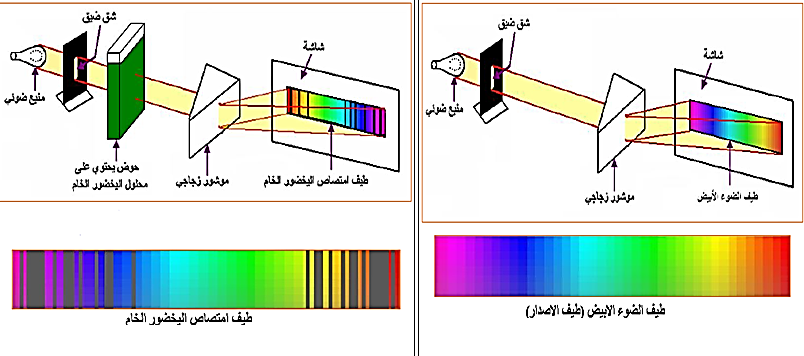 شق ضيق
منبع ضوئي
شاشة
حوض يحتوي على
محلول اليخضور الخام
موشور زجاجي
طيف امتصاص اليخضور الخام
طيف امتصاص اليخضور الخام
شق ضيق
منبع ضوئي
شاشة
موشور زجاجي
طيف الضوء الأبيض
طيف الضوء الابيض (طيف الاصدار)